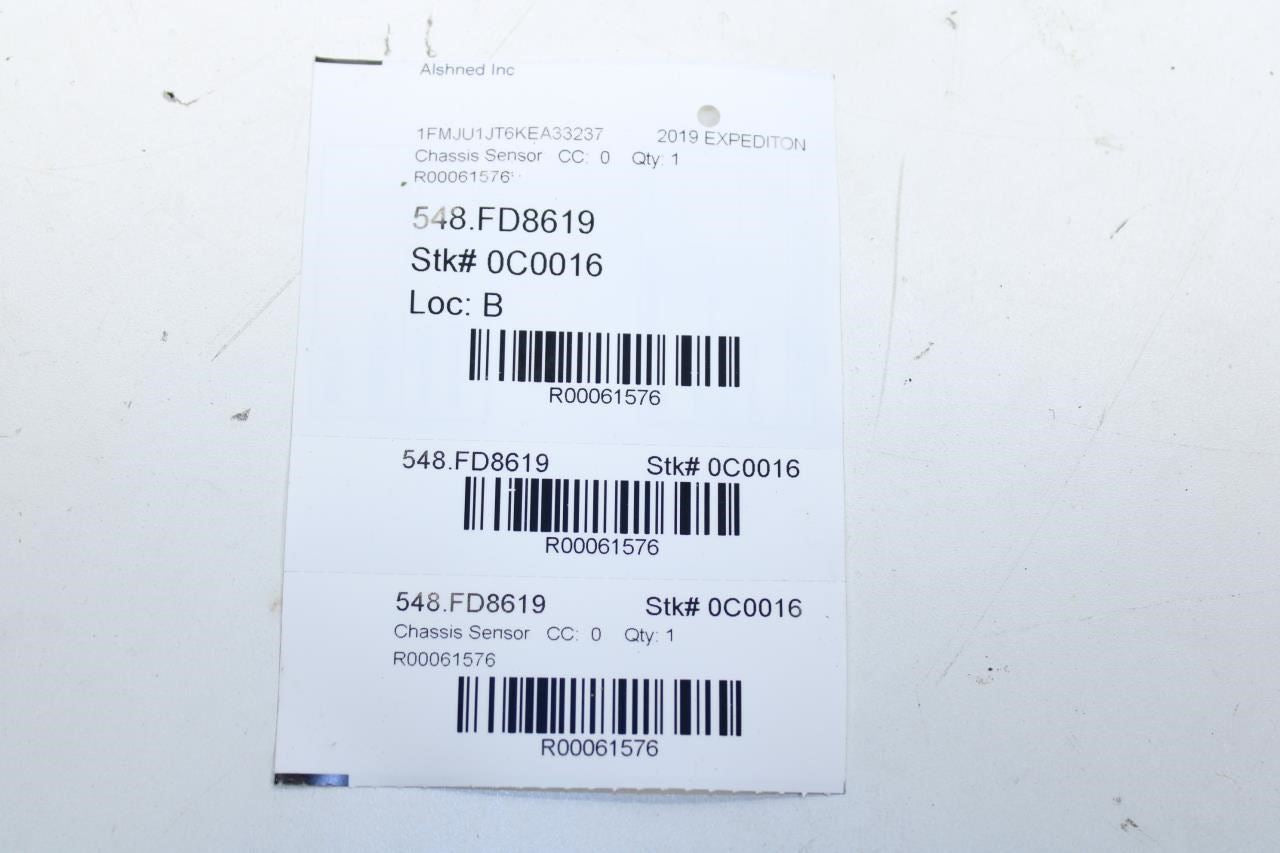 Alshned Inc
1FMJU1JT6KEA33237 2019 EXPEDITON
Chassis Sensor CC: 0 Qty: 1
R00061576
548.FD8619
Stk# 0C0016
Loc: B
R00061576
548.FD8619 Stk# 0C0016
R00061576
548.FD8619 Stk# 0C0016
Chassis Sensor CC: 0 Qty: 1
R00061576
R00061576